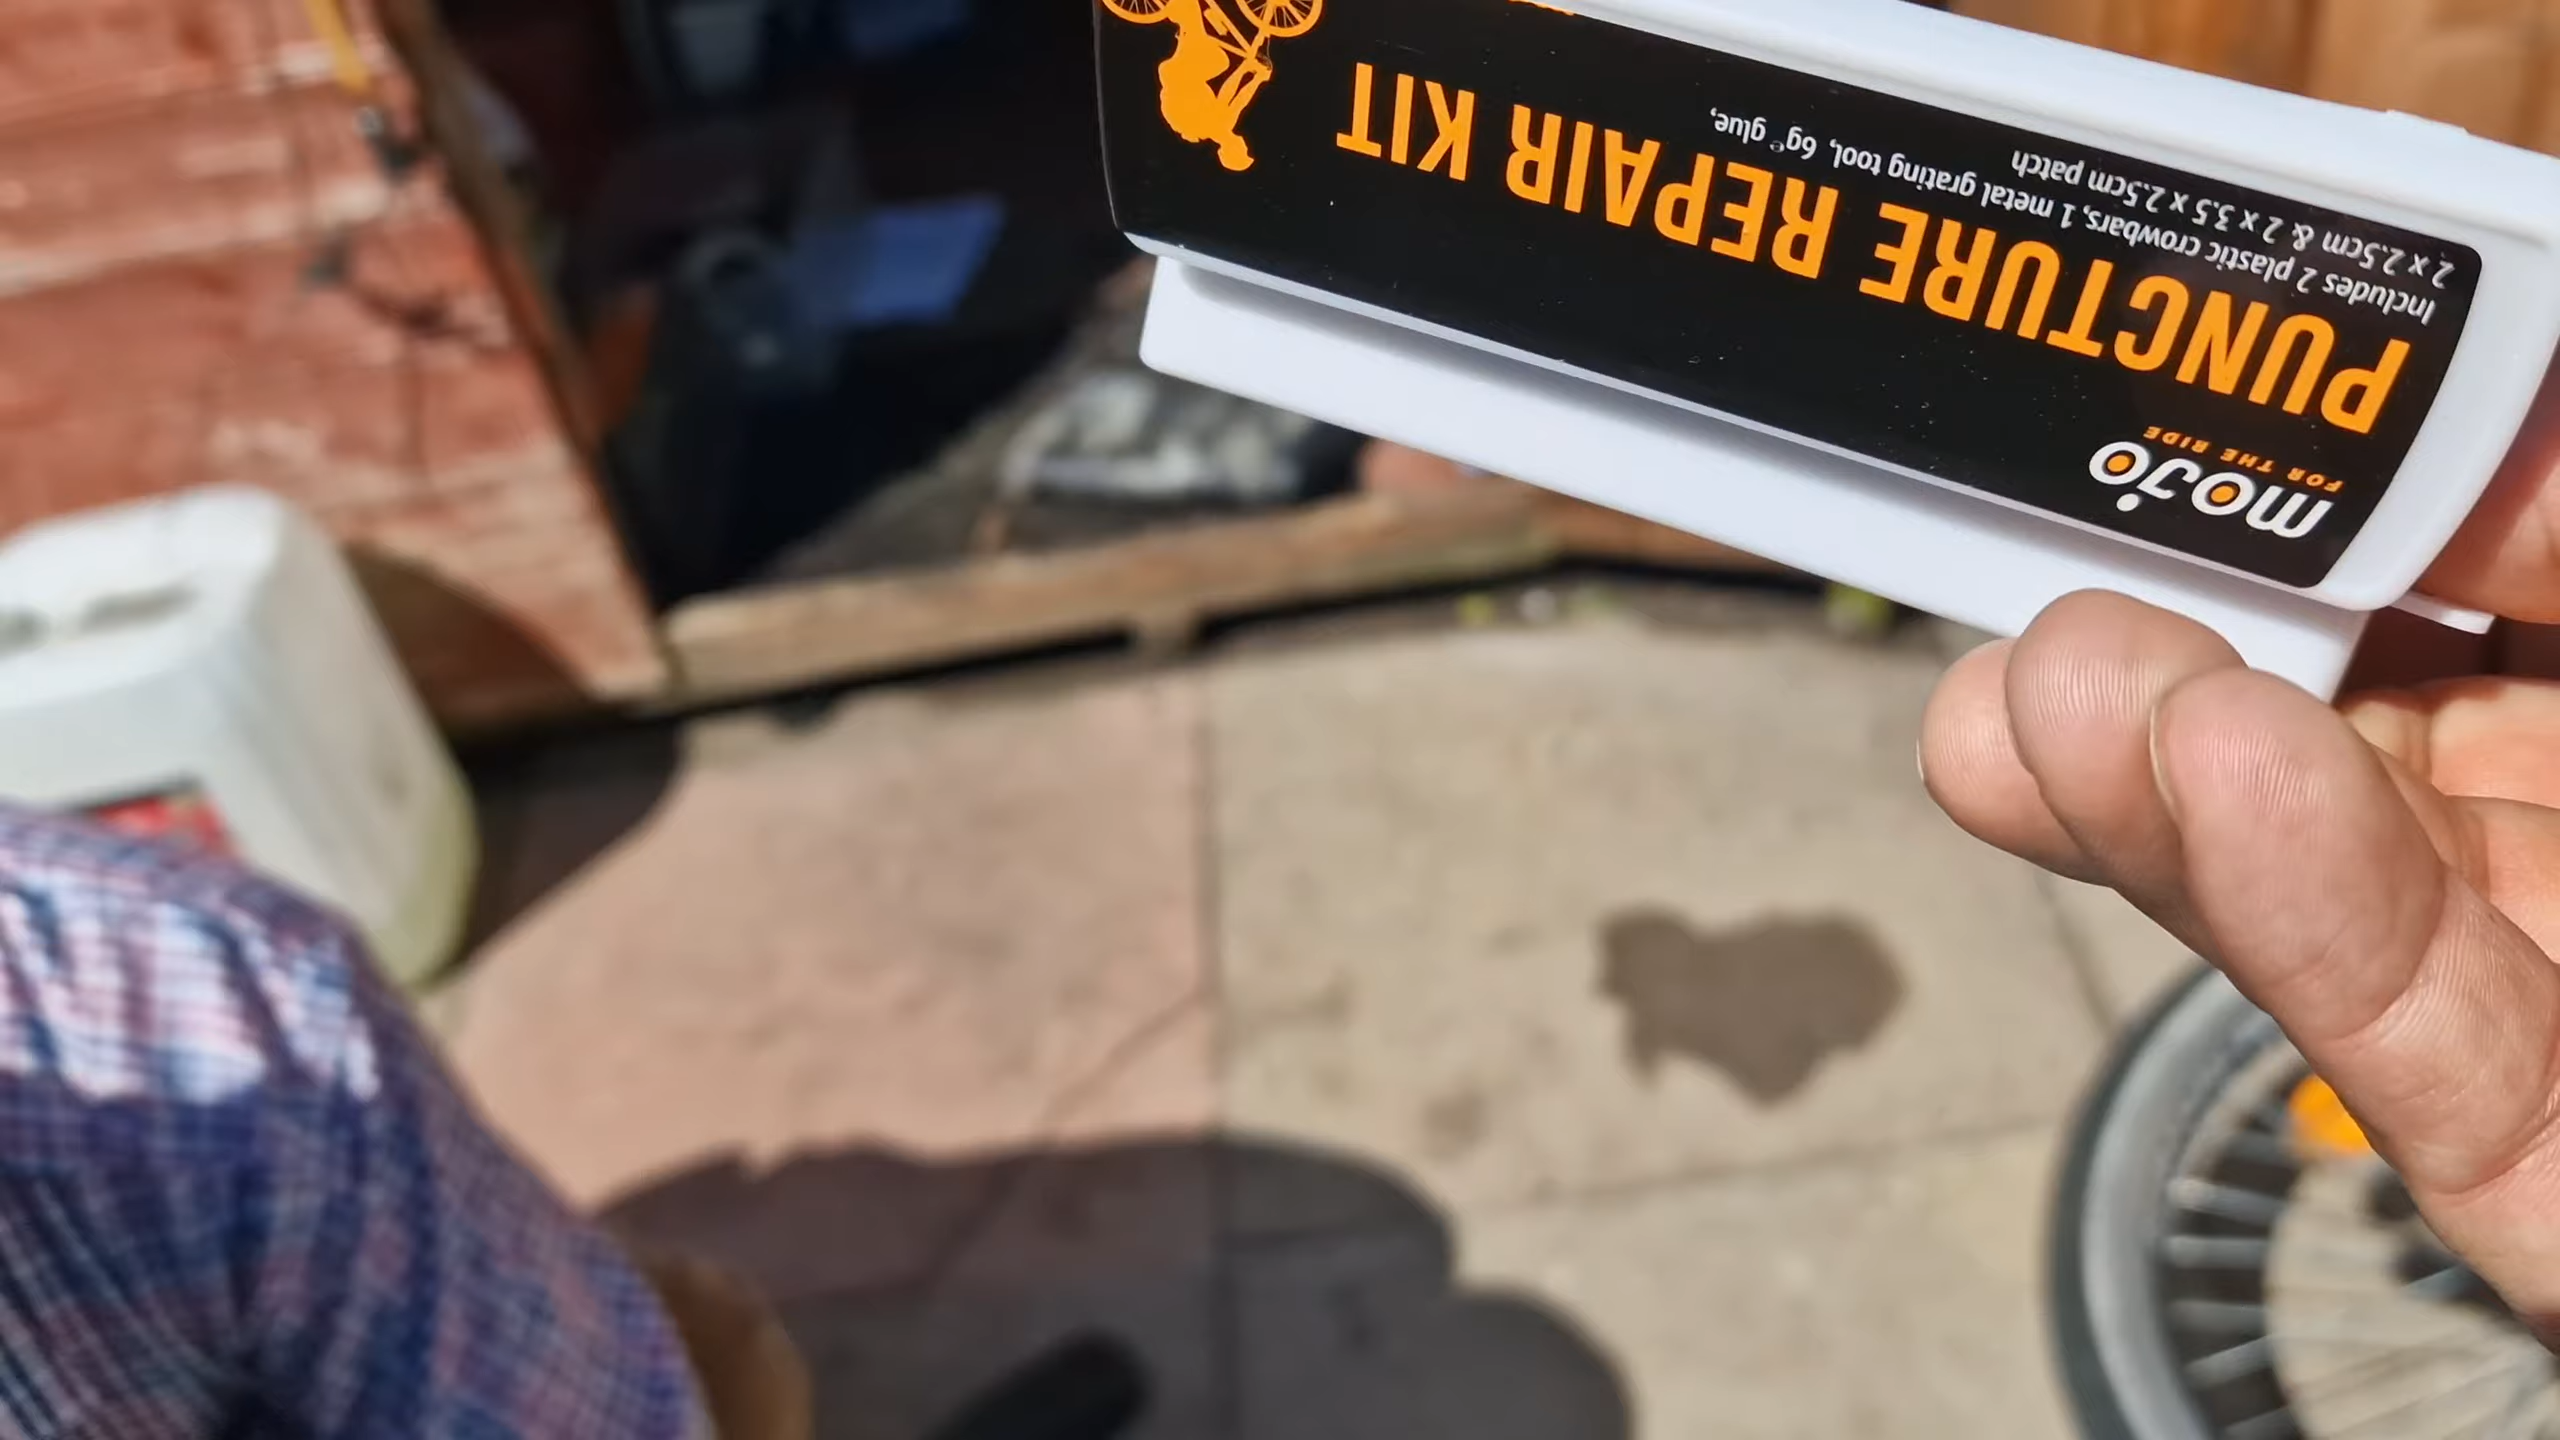 mojo
FOR THE RIDE
PUNCTURE REPAIR KIT
Includes 2 plastic crowbars, 1 metal grating tool, 6g℮ glue,
2 x 2.5cm & 2 x 3.5 x 2.5cm patch